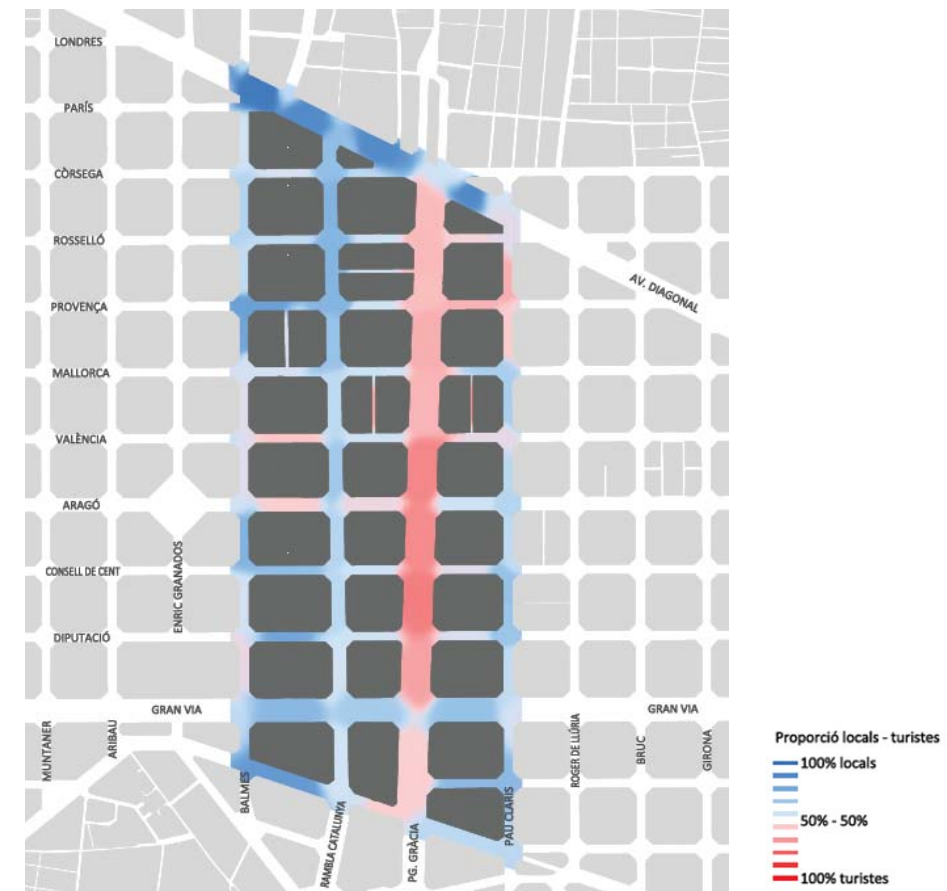 LONDRES
PARÍS
CÒRSEGA
ROSSELLÓ
AV. DIAGONAL
PROVENÇA
MALLORCA
VALÈNCIA
ARAGÓ
CONSELL DE CENT
ENRIC GRANADOS
DIPUTACIÓ
GRAN VIA
GRAN VIA
MUNTANER
ARIBAU
BALMES
RAMBLA CATALUNYA
PG. GRÀCIA
PAU CLARIS
ROGER DE LLÚRIA
BRUC
GIRONA
Proporció locals - turistes
100% locals
50% - 50%
100% turistes